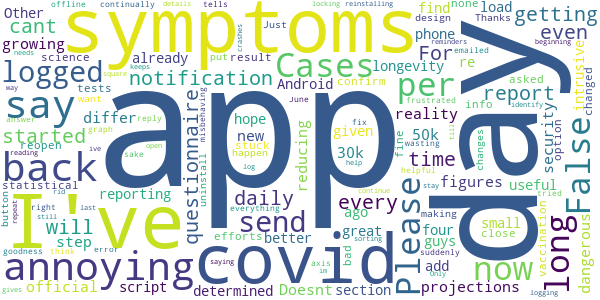 app
day
symptoms
covid
I've
say
back
annoying
logged
Cases
per
long
False
now
send
Please
will
started
cant
growing
Other
notification
differ
questionnaire
daily
every
time
report
getting
even
For
reality
50k
30k
longevity
Android
confirm
phone
find
load
intrusive
security
option
info
useful
figures
projections
dangerous
vaccination
small
close
add
four
guys
section
Doesnt
determined
script
official
step
reporting
statistical
reopen
already
science
tests
result
hope
new
given
reducing
stuck
happen
ago
great
better
efforts
uninstall
misbehaving
everything
axis
im
bad
fine
fix
help
wasting
changes
identify
making
suddenly
Only
tried
logging
asked
re
design
none
Thanks
changed
June
frustrated
emailed
reminders
beginning
crashes
locking
reinstalling
details
needs
square
keeps
continually
tells
offline
Just
put
want
way
answer
graph
reply
open
sake
ive
reading
button
repeat
right
think
rid
last
still
error
goodness
gives
log
saying
sorting
till
helpful
stay
continue